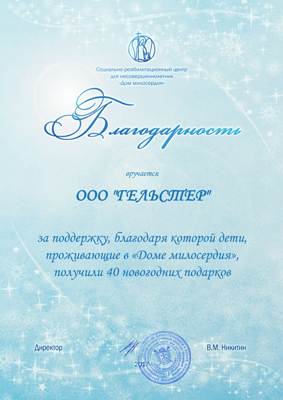 Социально-реабилитационный центр
для несовершеннолетних
«Дом милосердия»
Благодарность
вручается
ООО "ГЕЛЬСТЕР"
за поддержку, благодаря которой дети,
проживающие в «Доме милосердия»,
получили 40 новогодних подарков
Директор
В.М. Никитин